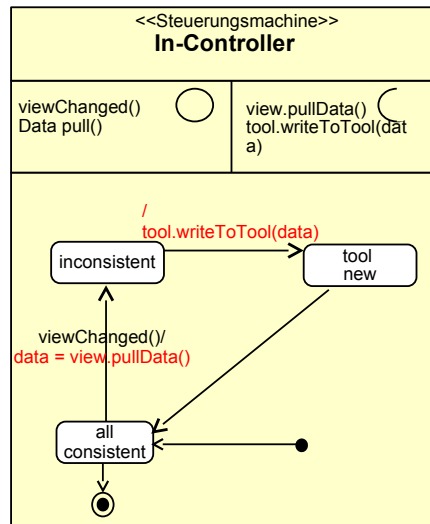 <<Steuerungsmachine>>
In-Controller
viewChanged()
Data pull()
view.pullData()
tool.writeToTool(dat
a)
/
tool.writeToTool(data)
inconsistent
tool
new
viewChanged()/
data = view.pullData()
all
consistent